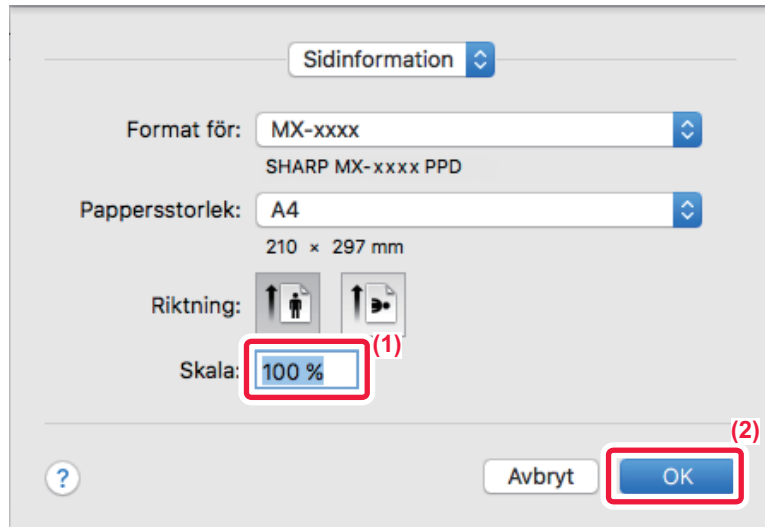 Sidinformation
Format för: MX-xxxx
SHARP MX-xxxx PPD
Pappersstorlek: A4
210 × 297 mm
Riktning:
(1)
Skala: 100 %
(2)
? Avbryt OK